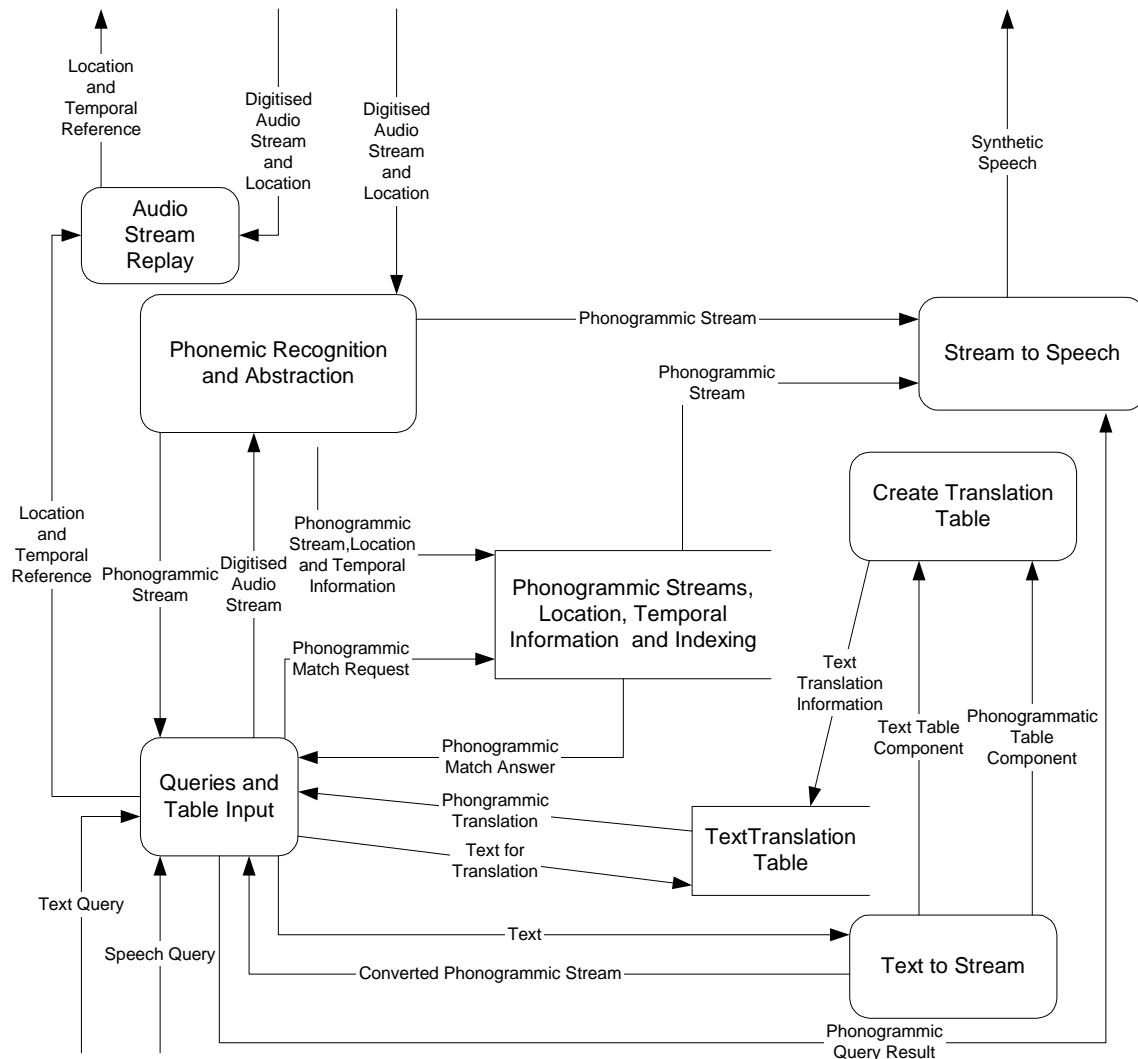 Location
and
Temporal
Reference
Digitised
Audio
Stream
and
Location
Digitised
Audio
Stream
and
Location
Synthetic
Speech
Audio
Stream
Replay
Phonogrammic Stream
Phonemic Recognition
and Abstraction
Stream to Speech
Phonogrammic
Stream
Create Translation
Table
Location
and
Temporal
Reference
Phonogrammic
Stream
Digitised
Audio
Stream
Phonogrammic
Stream,Location
and Temporal
Information
Phonogrammic Streams,
Location, Temporal
Information and Indexing
Phonogrammic
Match Request
Text
Translation
Information
Text Table
Component
Phonogrammatic
Table
Component
Phonogrammic
Match Answer
Queries and
Table Input
Phongrammic
Translation
Text for
Translation
TextTranslation
Table
Text Query
Speech Query
Text
Converted Phonogrammic Stream
Text to Stream
Phonogrammic
Query Result